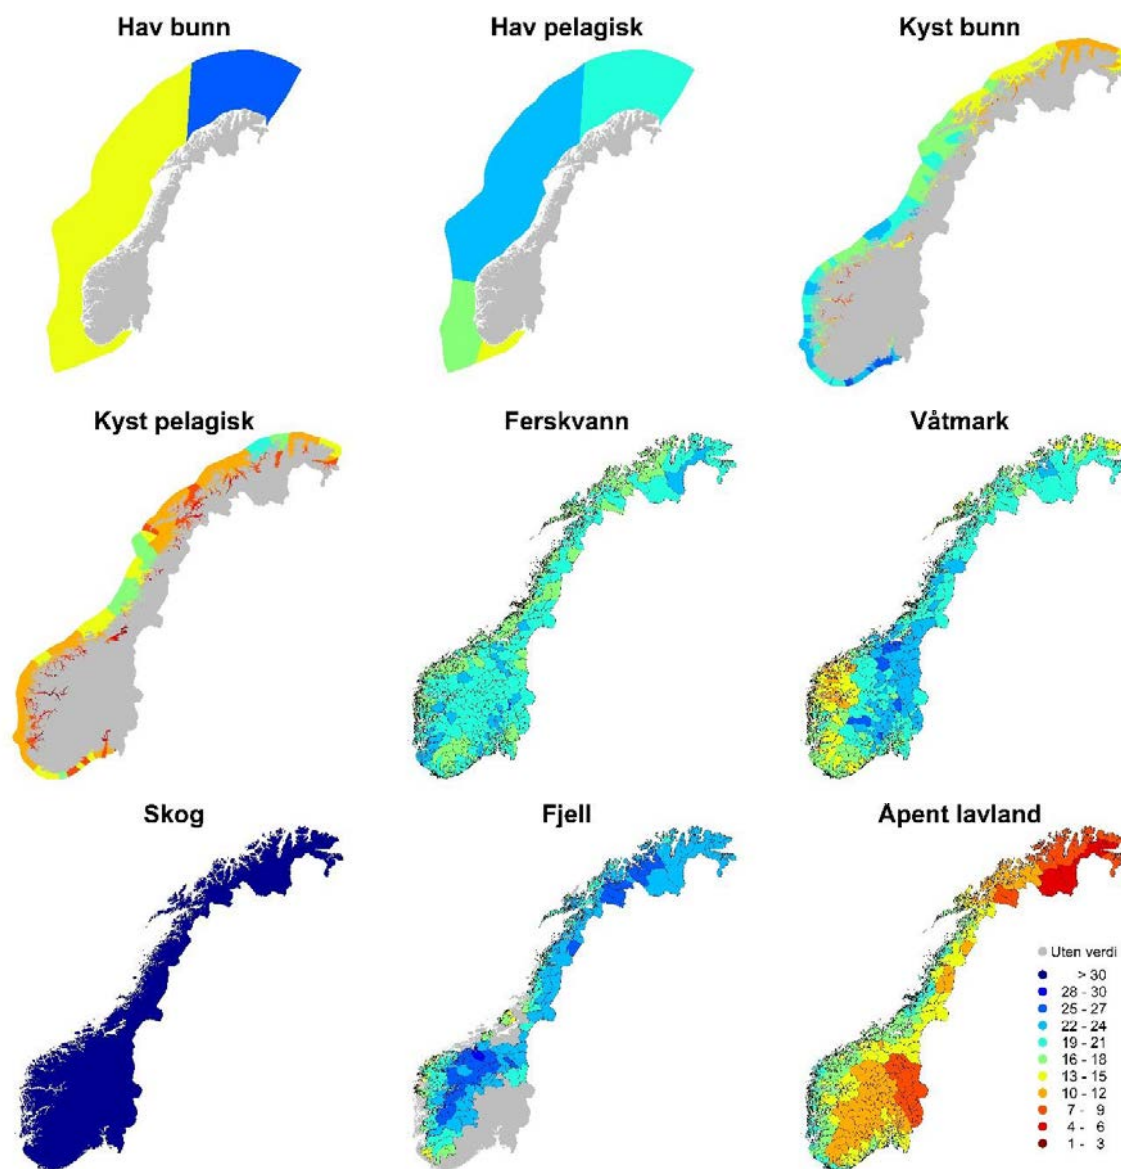 Hav bunn
Hav pelagisk
Kyst bunn
Kyst pelagisk
Ferskvann
Våtmark
Skog
Fjell
Åpent lavland
Uten verdi
> 30
28 - 30
25 - 27
22 - 24
19 - 21
16 - 18
13 - 15
10 - 12
7 - 9
4 - 6
1 - 3